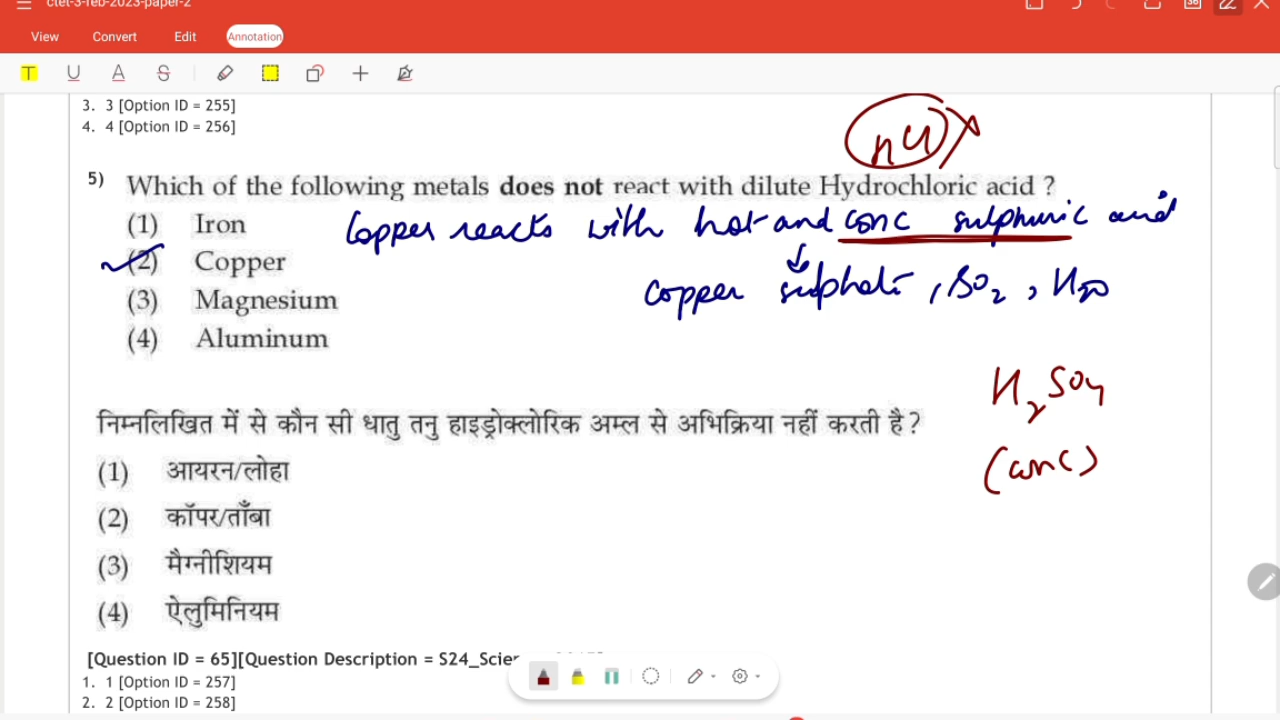 ctet-3-feb-2023-paper-2
View Convert Edit Annotation
T U A S
3. 3 [Option ID = 255]
4. 4 [Option ID = 256]
5) Which of the following metals does not react with dilute Hydrochloric acid ?
(1) Iron
Copper reacts with hot and conc sulphuric acid
(2) Copper
copper sulphate, SO2, H2O
(3) Magnesium
(4) Aluminum
H2SO4
(conc)
निम्नलिखित में से कौन सी धातु तनु हाइड्रोक्लोरिक अम्ल से अभिक्रिया नहीं करती है ?
(1) आयरन/लोहा
(2) कॉपर/ताँबा
(3) मैग्नीशियम
(4) ऐलुमिनियम
[Question ID = 65][Question Description = S24_Scie
1. 1 [Option ID = 257]
2. 2 [Option ID = 258]